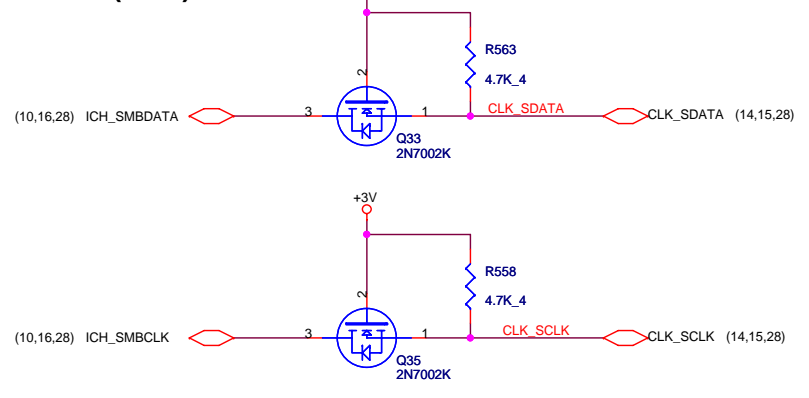 R563
4.7K_4
2
(10,16,28) ICH_SMBDATA 3 1 CLK_SDATA CLK_SDATA (14,15,28)
Q33
2N7002K
+3V
R558
4.7K_4
2
(10,16,28) ICH_SMBCLK 3 1 CLK_SCLK CLK_SCLK (14,15,28)
Q35
2N7002K